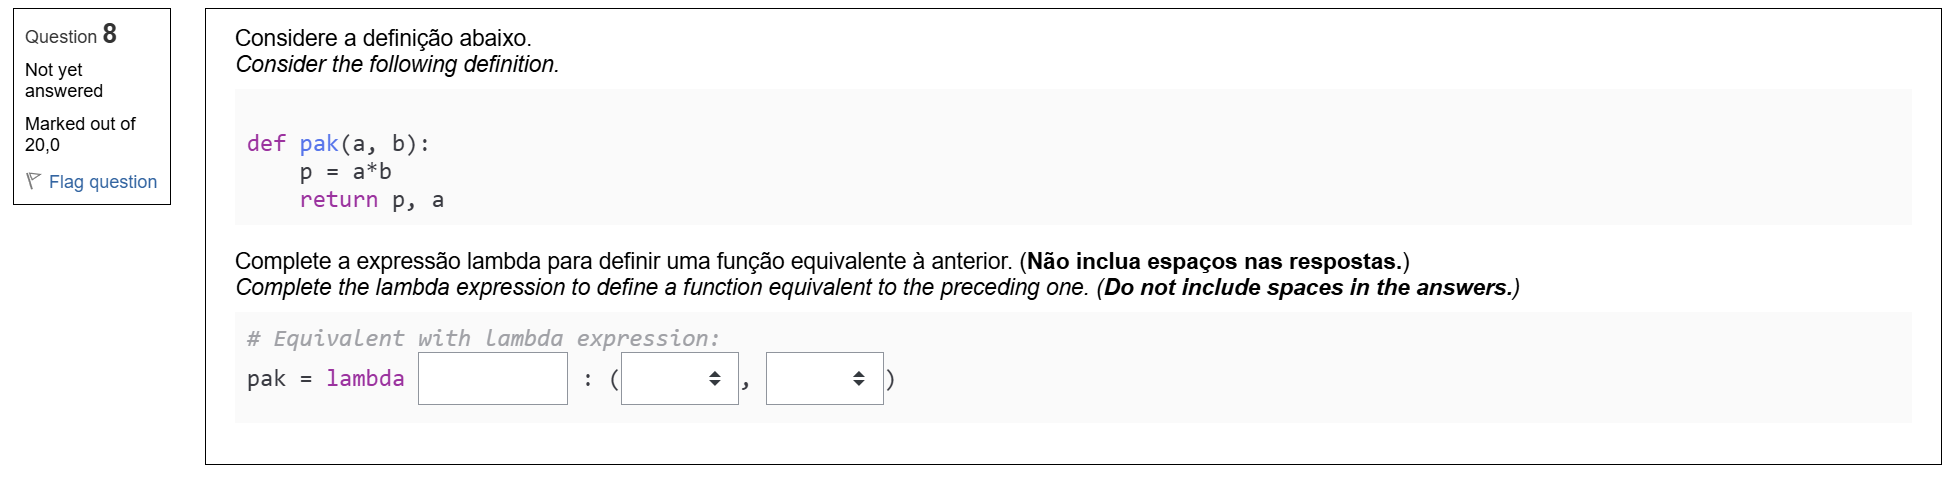 Question 8
Not yet
answered
Marked out of
20,0
Flag question
Considere a definição abaixo.
Consider the following definition.
def pak(a, b):
    p = a*b
    return p, a
Complete a expressão lambda para definir uma função equivalente à anterior. (Não inclua espaços nas respostas.)
Complete the lambda expression to define a function equivalent to the preceding one. (Do not include spaces in the answers.)
# Equivalent with lambda expression:
pak = lambda : ( , )